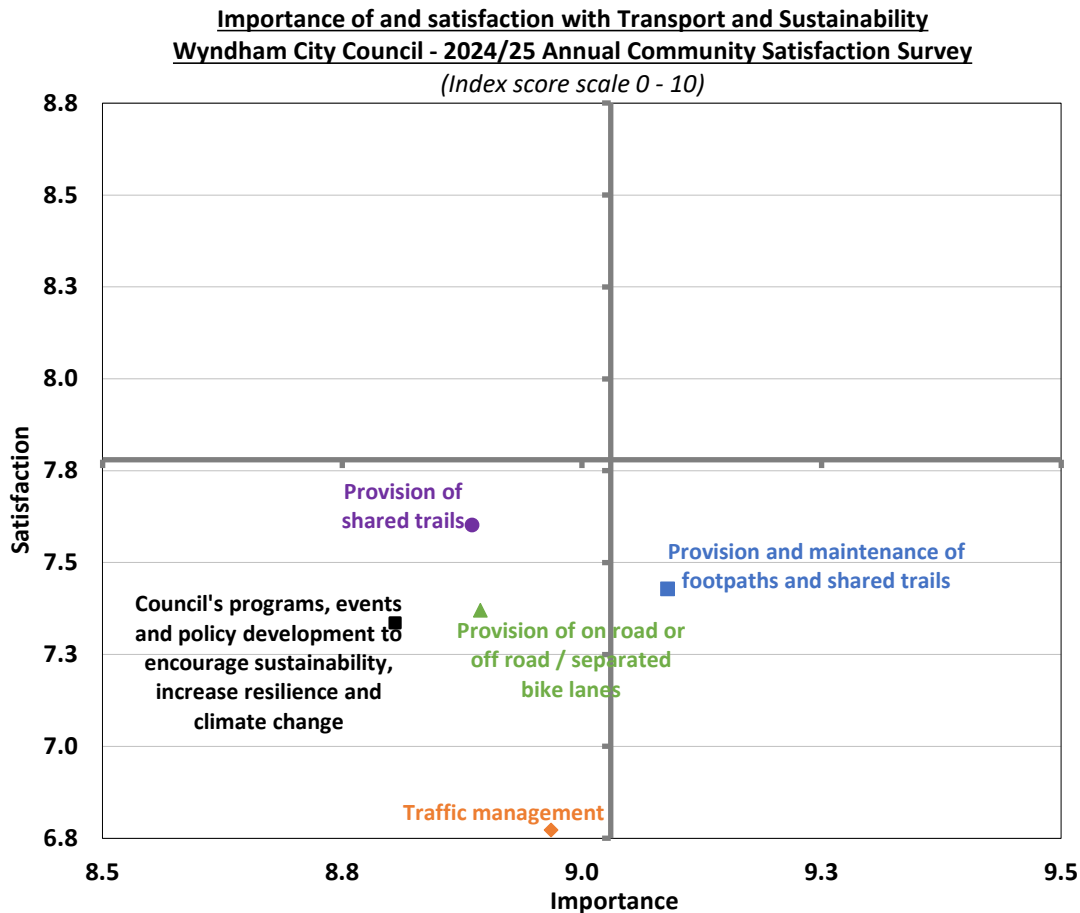 Importance of and satisfaction with Transport and Sustainability
Wyndham City Council - 2024/25 Annual Community Satisfaction Survey
(Index score scale 0 - 10)
8.8
8.5
8.3
8.0
7.8
7.5
7.3
7.0
6.8
Satisfaction
Provision of
shared trails
Provision and maintenance of
footpaths and shared trails
Council's programs, events
and policy development to
encourage sustainability,
increase resilience and
climate change
Provision of on road or
off road / separated
bike lanes
Traffic management
8.5
8.8
9.0
9.3
9.5
Importance